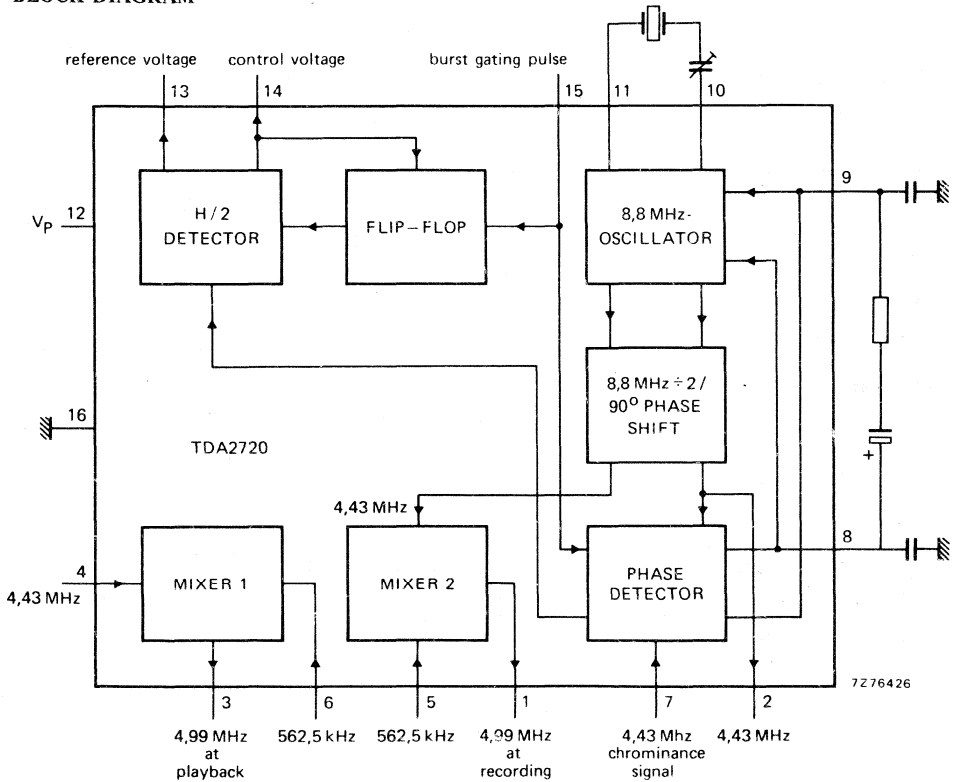 BLOCK DIAGRAM
reference voltage
control voltage
burst gating pulse
13
14
15
11
10
H/2
DETECTOR
FLIP-FLOP
8,8 MHz-
OSCILLATOR
9
12
VP
8,8 MHz ÷ 2 /
90° PHASE
SHIFT
16
TDA2720
+
4,43 MHz
8
4
4,43 MHz
MIXER 1
MIXER 2
PHASE
DETECTOR
7Z76426
3
6
5
1
7
2
4,99 MHz
at
playback
562,5 kHz
562,5 kHz
4,99 MHz
at
recording
4,43 Mhz
chrominance
signal
4,43 MHz